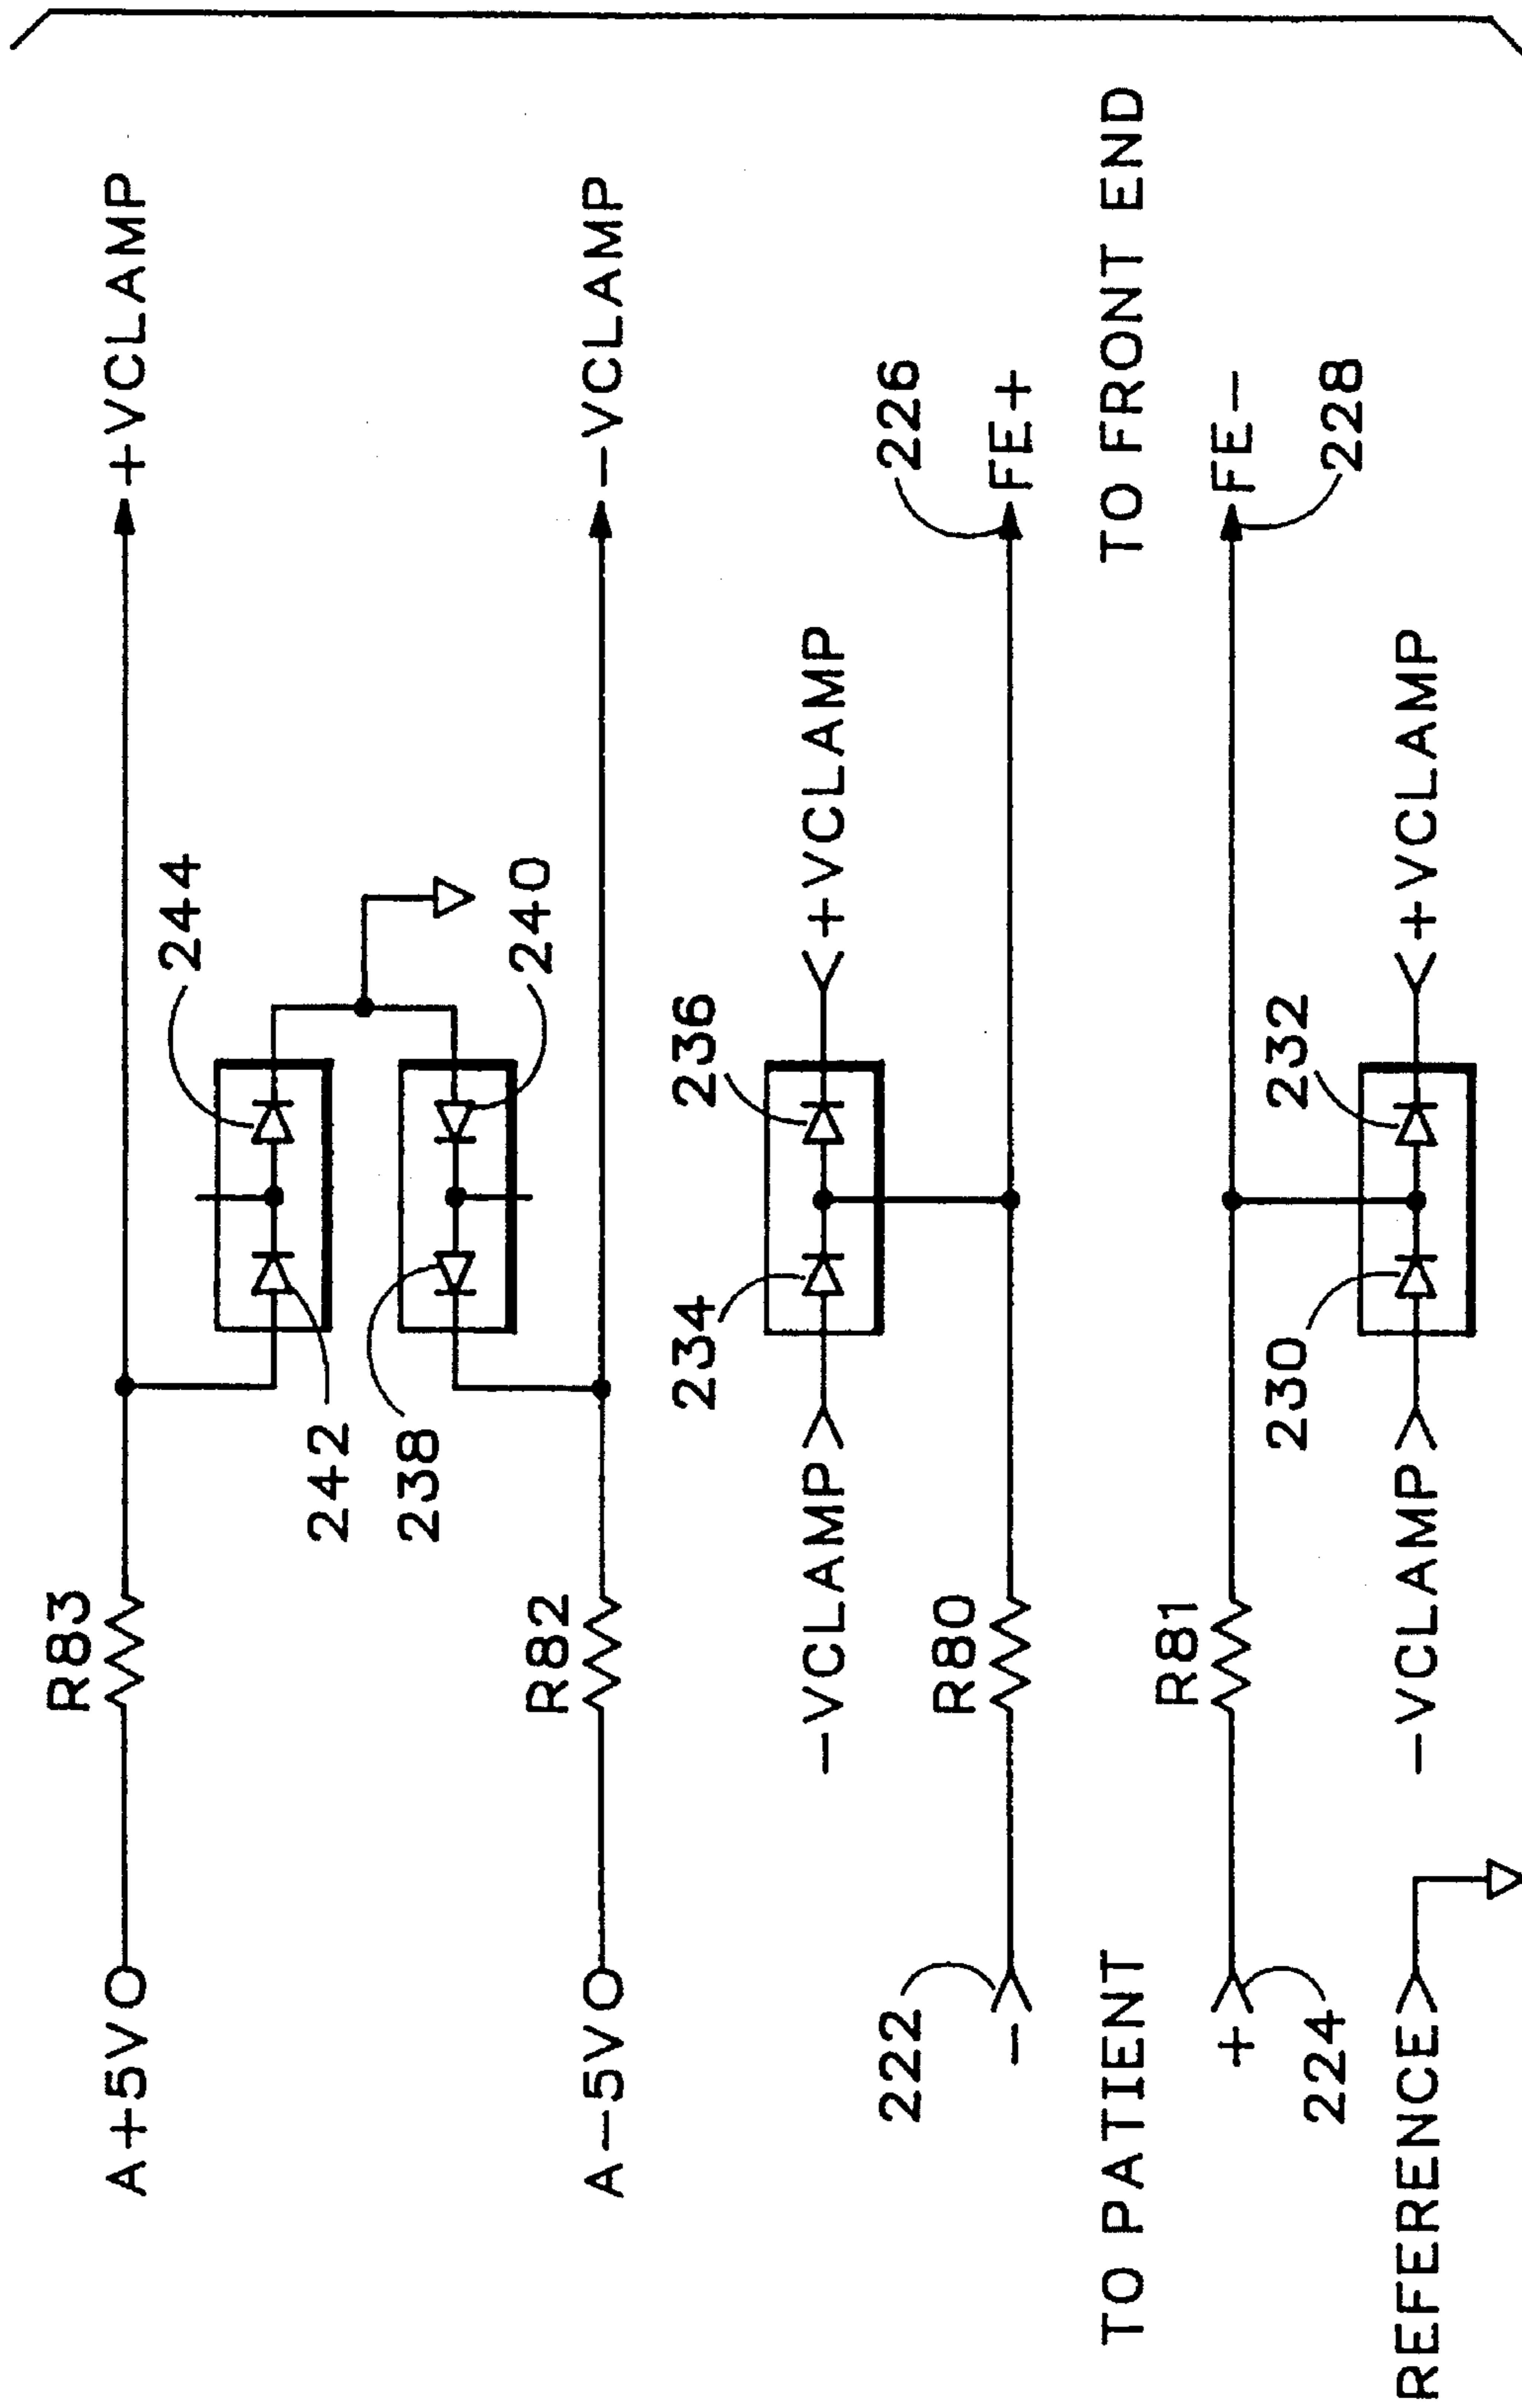 A+5V R83 +VCLAMP
244
242
238
240
A-5V R82 -VCLAMP
234 236
-VCLAMP +VCLAMP
222 R80 226
- FE+
TO PATIENT TO FRONT END
R81
+ FE-
224 228
230 232
REFERENCE -VCLAMP +VCLAMP